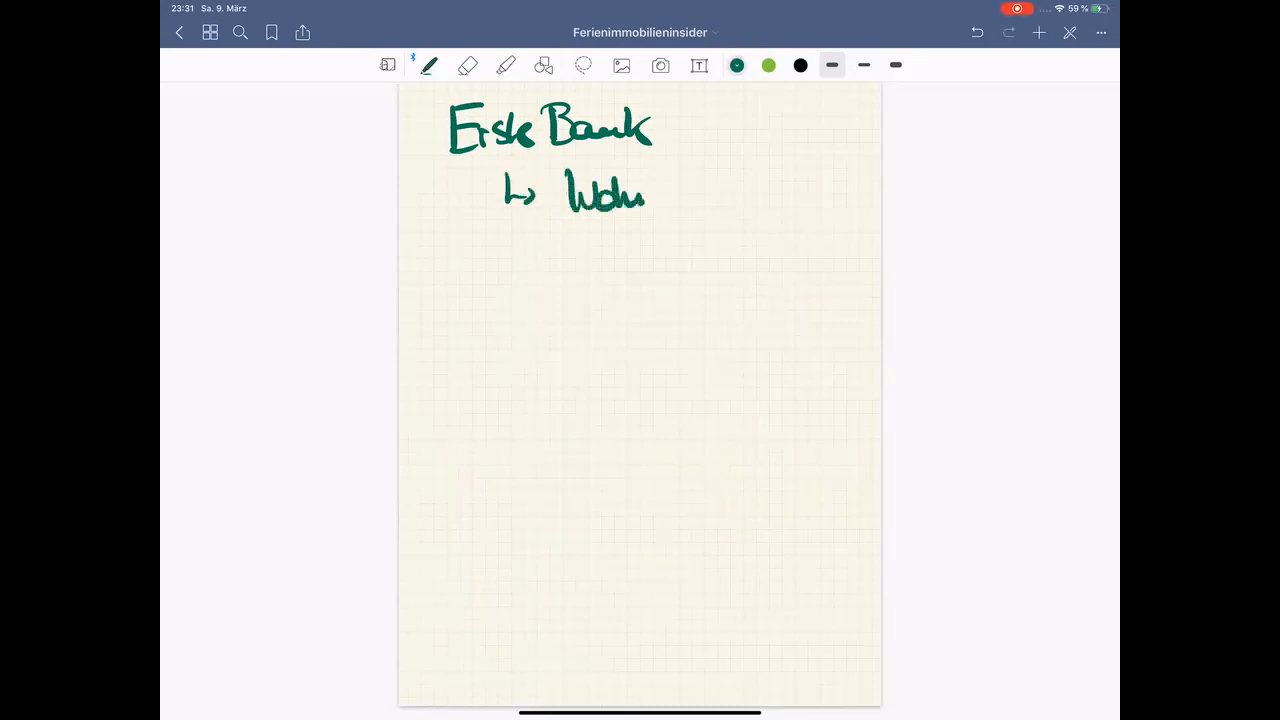 23:31 Sa. 9. März 59 %
Ferienimmobilieninsider
T
Erste Bank
↳ Wohn